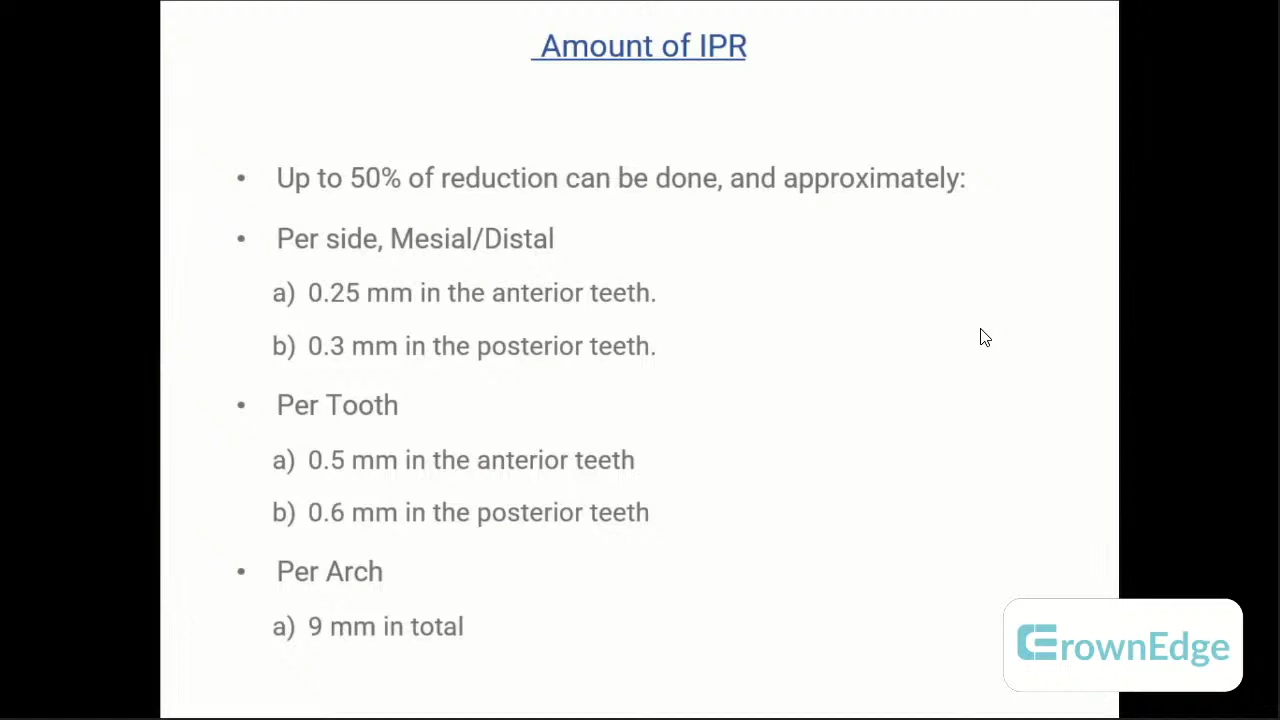 Amount of IPR
• Up to 50% of reduction can be done, and approximately:
• Per side, Mesial/Distal
a) 0.25 mm in the anterior teeth.
b) 0.3 mm in the posterior teeth.
• Per Tooth
a) 0.5 mm in the anterior teeth
b) 0.6 mm in the posterior teeth
• Per Arch
a) 9 mm in total
CrownEdge